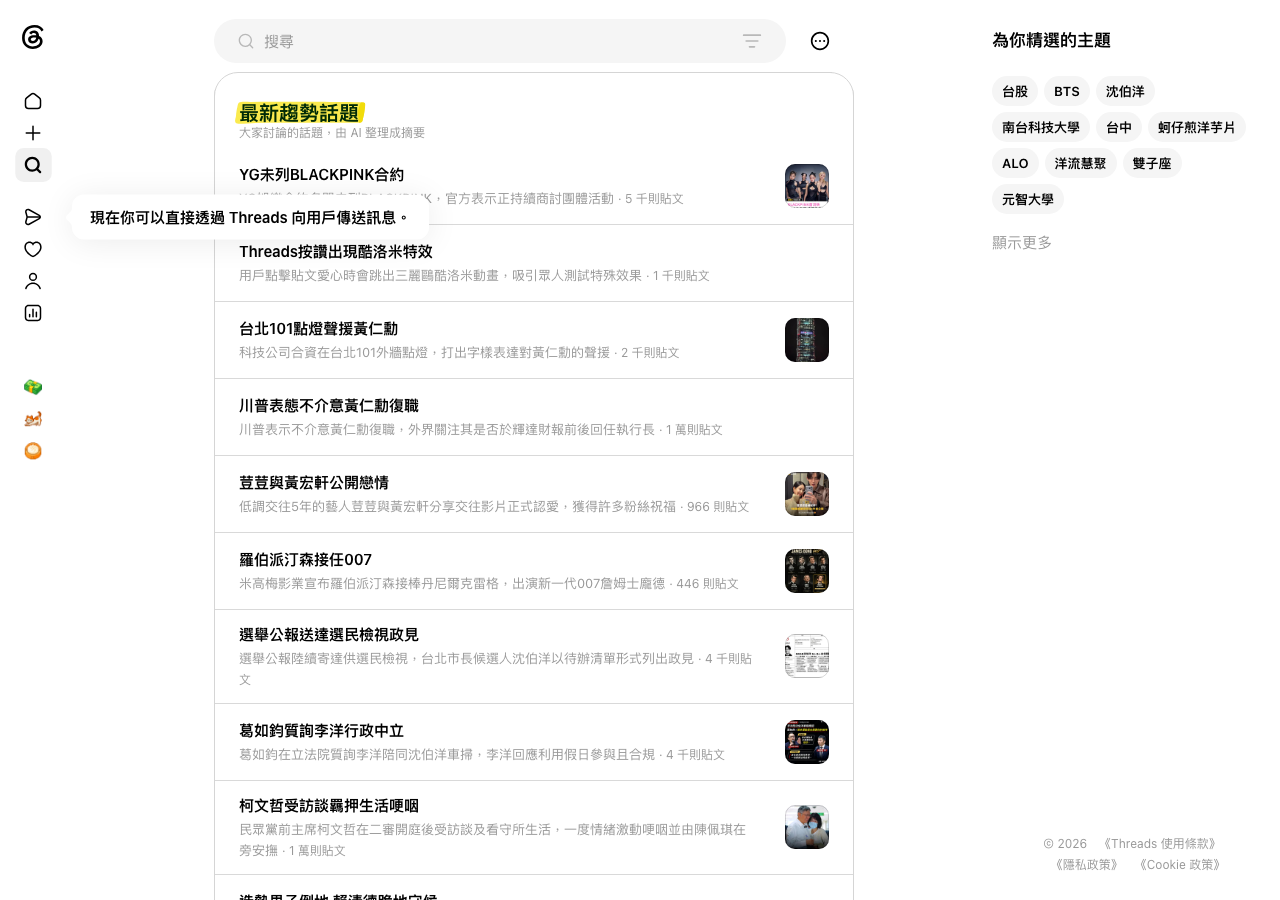 搜尋
最新趨勢話題
大家討論的話題，由 AI 整理成摘要
YG未列BLACKPINK合約
，官方表示正持續商討團體活動 · 5 千則貼文
現在你可以直接透過 Threads 向用戶傳送訊息。
Threads按讚出現酷洛米特效
用戶點擊貼文愛心時會跳出三麗鷗酷洛米動畫，吸引眾人測試特殊效果 · 1 千則貼文
台北101點燈聲援黃仁勳
科技公司合資在台北101外牆點燈，打出字樣表達對黃仁勳的聲援 · 2 千則貼文
川普表態不介意黃仁勳復職
川普表示不介意黃仁勳復職，外界關注其是否於輝達財報前後回任執行長 · 1 萬則貼文
荳荳與黃宏軒公開戀情
低調交往5年的藝人荳荳與黃宏軒分享交往影片正式認愛，獲得許多粉絲祝福 · 966 則貼文
羅伯派汀森接任007
米高梅影業宣布羅伯派汀森接棒丹尼爾克雷格，出演新一代007詹姆士龐德 · 446 則貼文
選舉公報送達選民檢視政見
選舉公報陸續寄達供選民檢視，台北市長候選人沈伯洋以待辦清單形式列出政見 · 4 千則貼
文
葛如鈞質詢李洋行政中立
葛如鈞在立法院質詢李洋陪同沈伯洋車掃，李洋回應利用假日參與且合規 · 4 千則貼文
柯文哲受訪談羈押生活哽咽
民眾黨前主席柯文哲在二審開庭後受訪談及看守所生活，一度情緒激動哽咽並由陳佩琪在
旁安撫 · 1 萬則貼文
為你精選的主題
台股 BTS 沈伯洋
南台科技大學 台中 蚵仔煎洋芋片
ALO 洋流慧聚 雙子座
元智大學
顯示更多
© 2026 《Threads 使用條款》
《隱私政策》 《Cookie 政策》